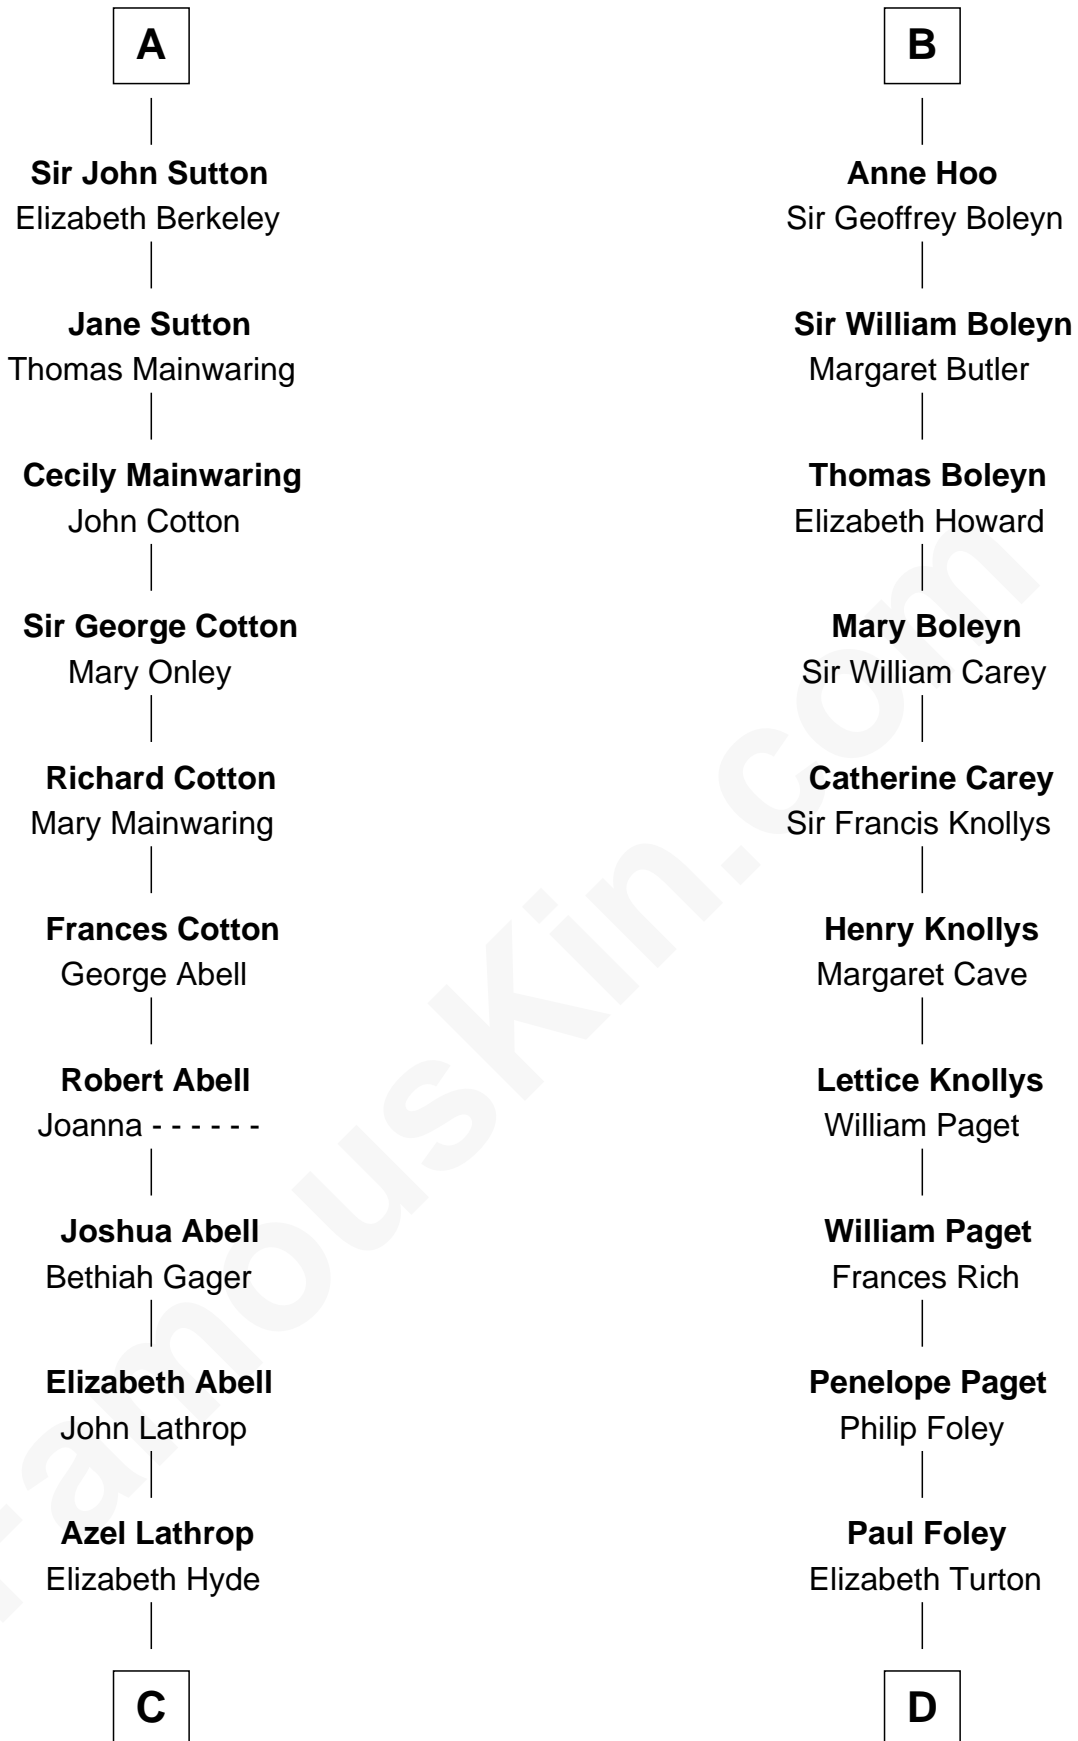 A
Sir John Sutton
Elizabeth Berkeley
Jane Sutton
Thomas Mainwaring
Cecily Mainwaring
John Cotton
Sir George Cotton
Mary Onley
Richard Cotton
Mary Mainwaring
Frances Cotton
George Abell
Robert Abell
Joanna - - - - - -
Joshua Abell
Bethiah Gager
Elizabeth Abell
John Lathrop
Azel Lathrop
Elizabeth Hyde
C
B
Anne Hoo
Sir Geoffrey Boleyn
Sir William Boleyn
Margaret Butler
Thomas Boleyn
Elizabeth Howard
Mary Boleyn
Sir William Carey
Catherine Carey
Sir Francis Knollys
Henry Knollys
Margaret Cave
Lettice Knollys
William Paget
William Paget
Frances Rich
Penelope Paget
Philip Foley
Paul Foley
Elizabeth Turton
D
FamousKin.com